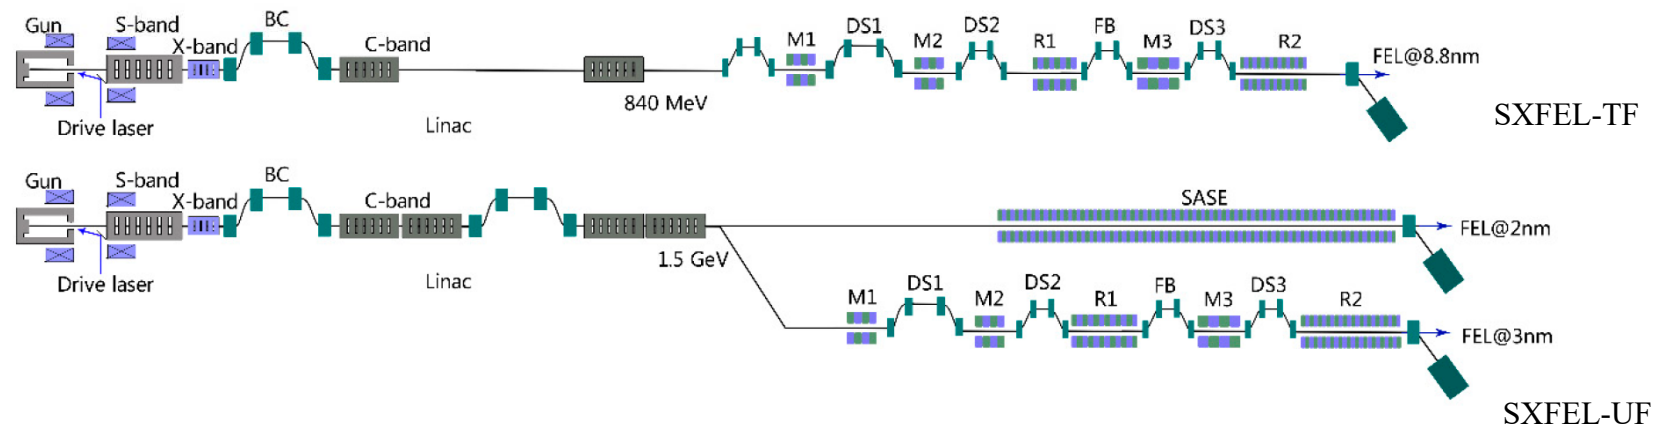 Gun
S-band
X-band
BC
C-band
Drive laser
Linac
840 MeV
M1
DS1
M2
DS2
R1
FB
M3
DS3
R2
FEL@8.8nm
SXFEL-TF
Gun
S-band
X-band
BC
C-band
Drive laser
Linac
1.5 GeV
SASE
FEL@2nm
M1
DS1
M2
DS2
R1
FB
M3
DS3
R2
FEL@3nm
SXFEL-UF